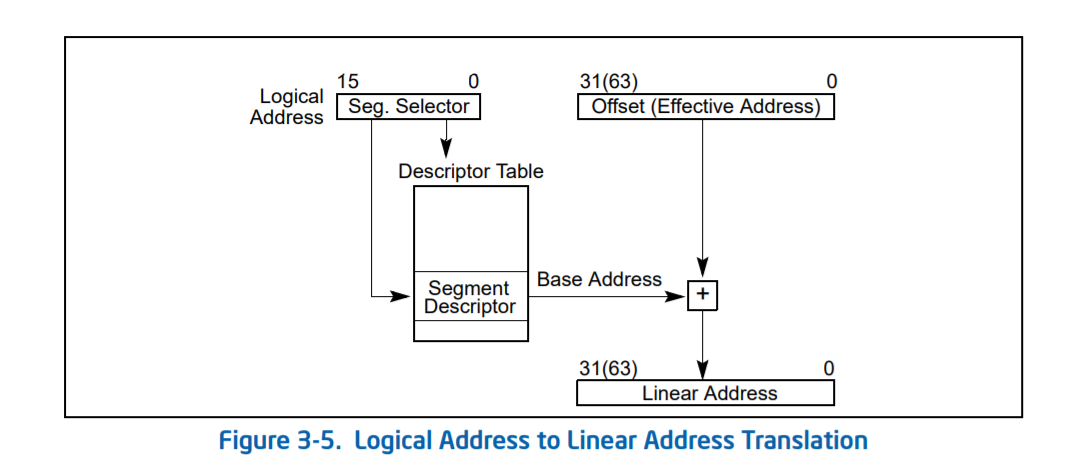 15 0
31(63) 0
Logical
Address
Seg. Selector
Offset (Effective Address)
Descriptor Table
Base Address
Segment
Descriptor
+
31(63) 0
Linear Address
Figure 3-5. Logical Address to Linear Address Translation